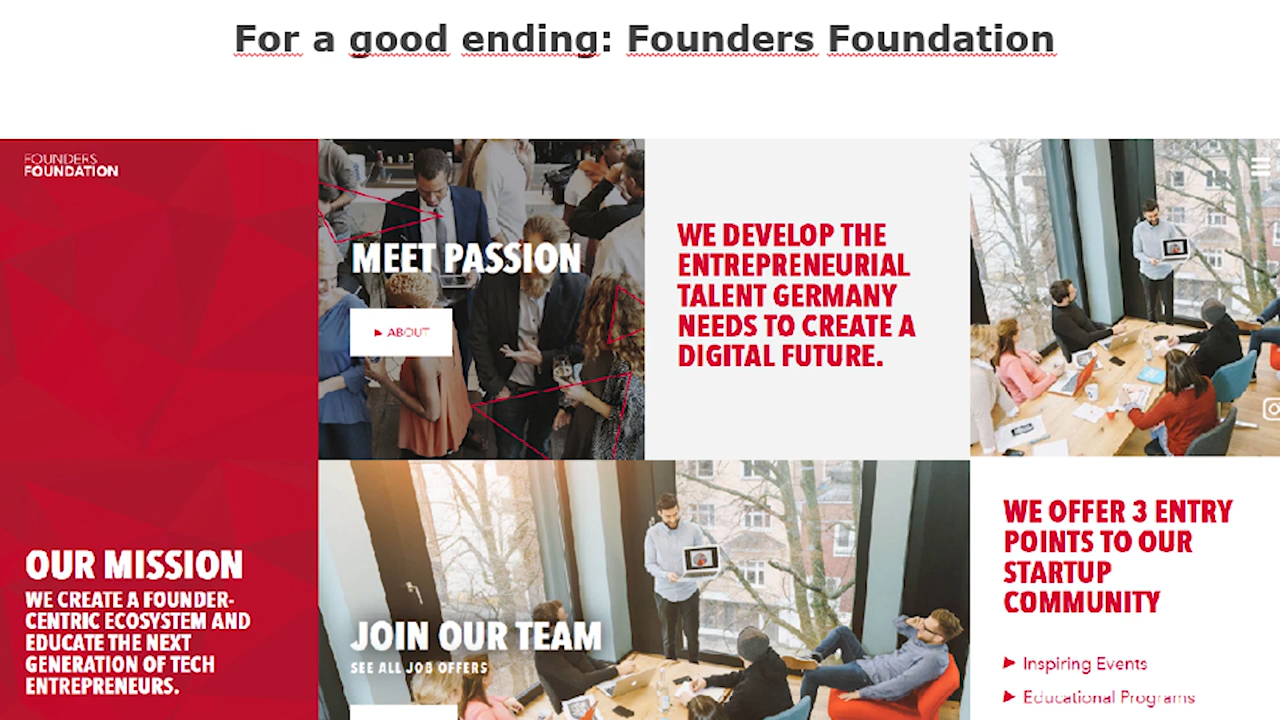 For a good ending: Founders Foundation
FOUNDERS
FOUNDATION
OUR MISSION
WE CREATE A FOUNDER-
CENTRIC ECOSYSTEM AND
EDUCATE THE NEXT
GENERATION OF TECH
ENTREPRENEURS.
MEET PASSION
► ABOUT
WE DEVELOP THE
ENTREPRENEURIAL
TALENT GERMANY
NEEDS TO CREATE A
DIGITAL FUTURE.
JOIN OUR TEAM
SEE ALL JOB OFFERS
WE OFFER 3 ENTRY
POINTS TO OUR
STARTUP
COMMUNITY
► Inspiring Events
► Educational Programs